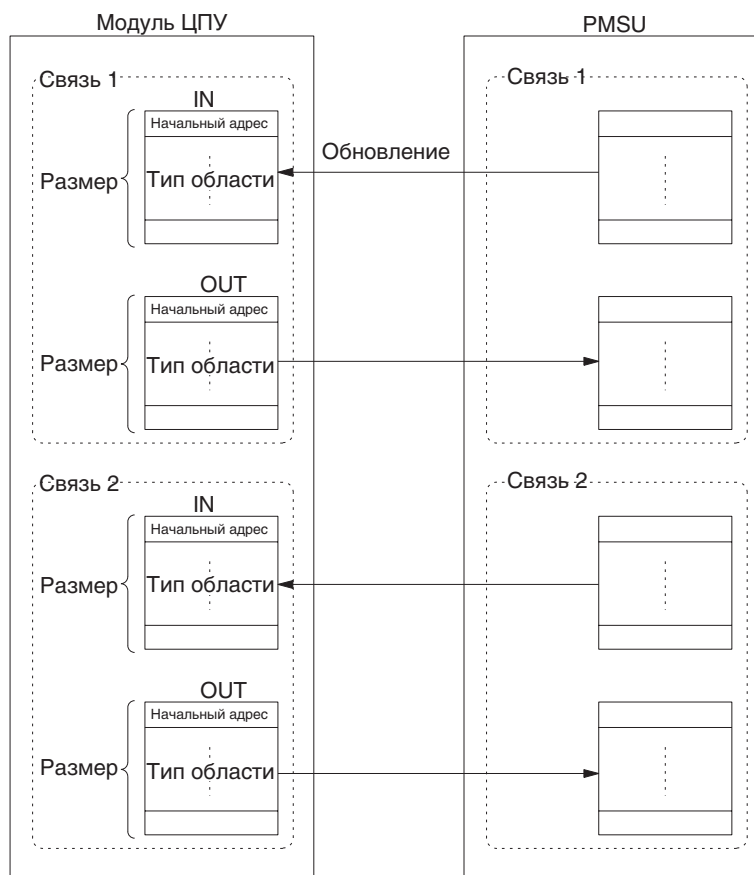 Модуль ЦПУ
PMSU
Связь 1
Связь 1
IN
Начальный адрес
Обновление
Размер
Тип области
OUT
Начальный адрес
Размер
Тип области
Связь 2
Связь 2
IN
Начальный адрес
Размер
Тип области
OUT
Начальный адрес
Размер
Тип области